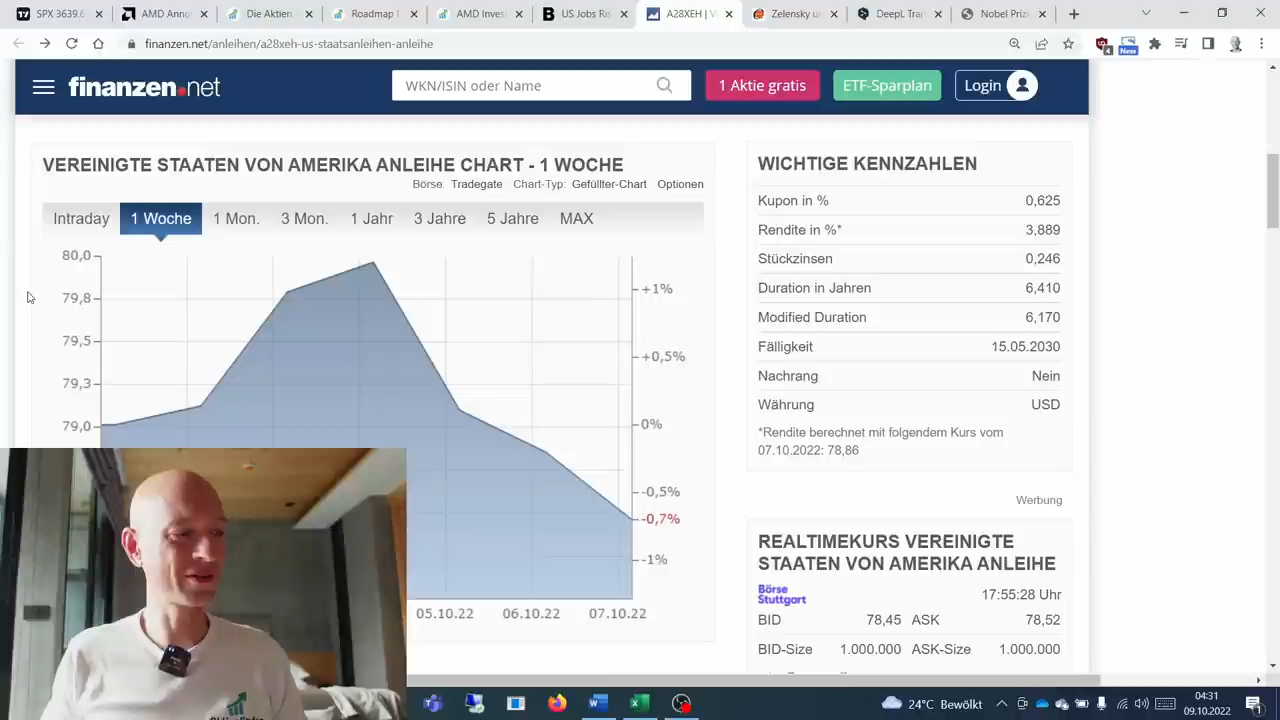 AMD Anno
Die Aktien
Roadmap f
AMD Inves
US Jobs Ris
A28XEH |
Zelensky u
DeepL Tran
Nobel Prize
finanzen.net/anleihen/a28xeh-us-staatsanleihen-anleihe
4
New
finanzen.net
WKN/ISIN oder Name
1 Aktie gratis
ETF-Sparplan
Login
VEREINIGTE STAATEN VON AMERIKA ANLEIHE CHART - 1 WOCHE
Börse: Tradegate Chart-Typ: Gefüllter-Chart Optionen
Intraday 1 Woche 1 Mon. 3 Mon. 1 Jahr 3 Jahre 5 Jahre MAX
80,0
79,8
79,5
79,3
79,0
+1%
+0,5%
0%
-0,5%
-0,7%
-1%
05.10.22 06.10.22 07.10.22
WICHTIGE KENNZAHLEN
Kupon in % 0,625
Rendite in %* 3,889
Stückzinsen 0,246
Duration in Jahren 6,410
Modified Duration 6,170
Fälligkeit 15.05.2030
Nachrang Nein
Währung USD
*Rendite berechnet mit folgendem Kurs vom
07.10.2022: 78,86
Werbung
REALTIMEKURS VEREINIGTE
STAATEN VON AMERIKA ANLEIHE
Börse
Stuttgart
17:55:28 Uhr
BID 78,45 ASK 78,52
BID-Size 1.000.000 ASK-Size 1.000.000
24°C Bewölkt
04:31
09.10.2022